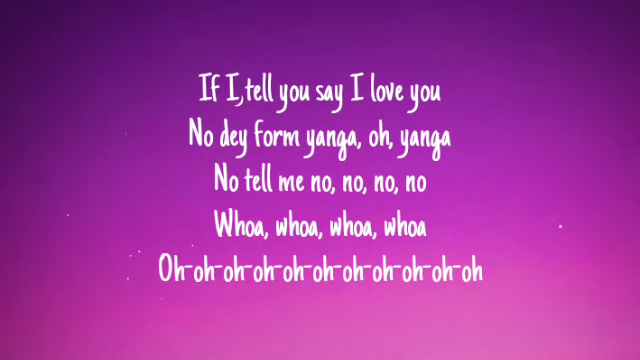 If I,tell you say I love you
No dey form yanga, oh, yanga
No tell me no, no, no, no
Whoa, whoa, whoa, whoa
Oh-oh-oh-oh-oh-oh-oh-oh-oh-oh-oh